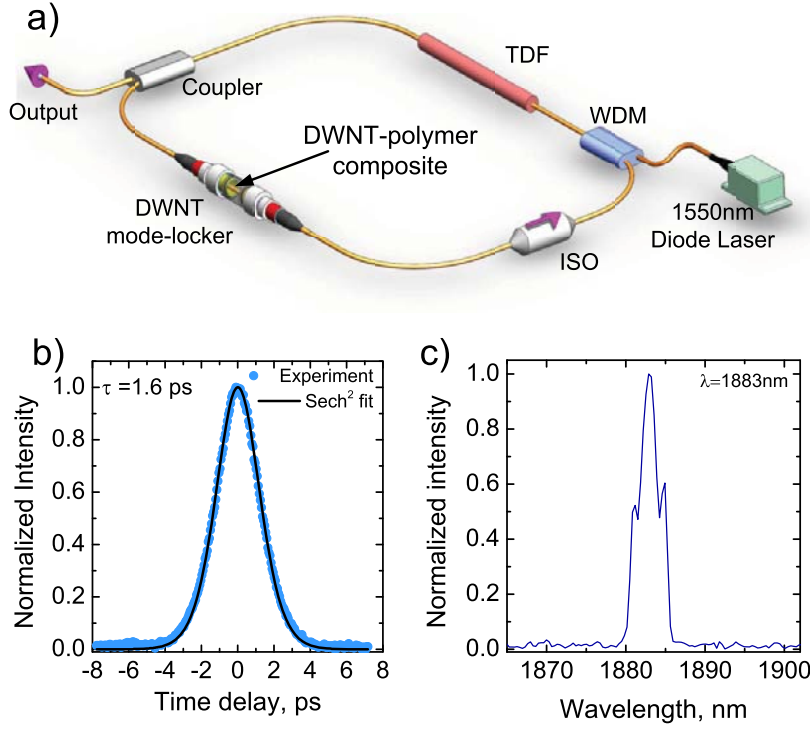 a)
TDF
Coupler
WDM
Output
DWNT-polymer
composite
DWNT
mode-locker
1550nm
Diode Laser
ISO
b)
τ =1.6 ps
Experiment
Sech² fit
1.0
0.8
0.6
0.4
0.2
0.0
-8 -6 -4 -2 0 2 4 6 8
Normalized Intensity
Time delay, ps
c)
λ=1883nm
1.0
0.8
0.6
0.4
0.2
0.0
1870 1880 1890 1900
Normalized intensity
Wavelength, nm